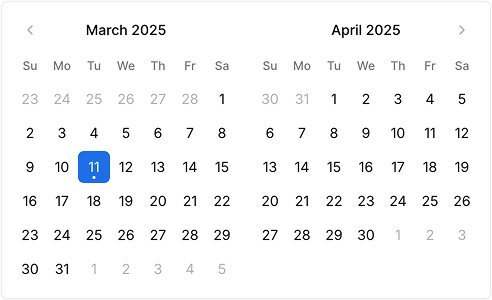 March 2025
Su Mo Tu We Th Fr Sa
23 24 25 26 27 28 1
2 3 4 5 6 7 8
9 10 11 12 13 14 15
16 17 18 19 20 21 22
23 24 25 26 27 28 29
30 31 1 2 3 4 5
April 2025
Su Mo Tu We Th Fr Sa
30 31 1 2 3 4 5
6 7 8 9 10 11 12
13 14 15 16 17 18 19
20 21 22 23 24 25 26
27 28 29 30 1 2 3